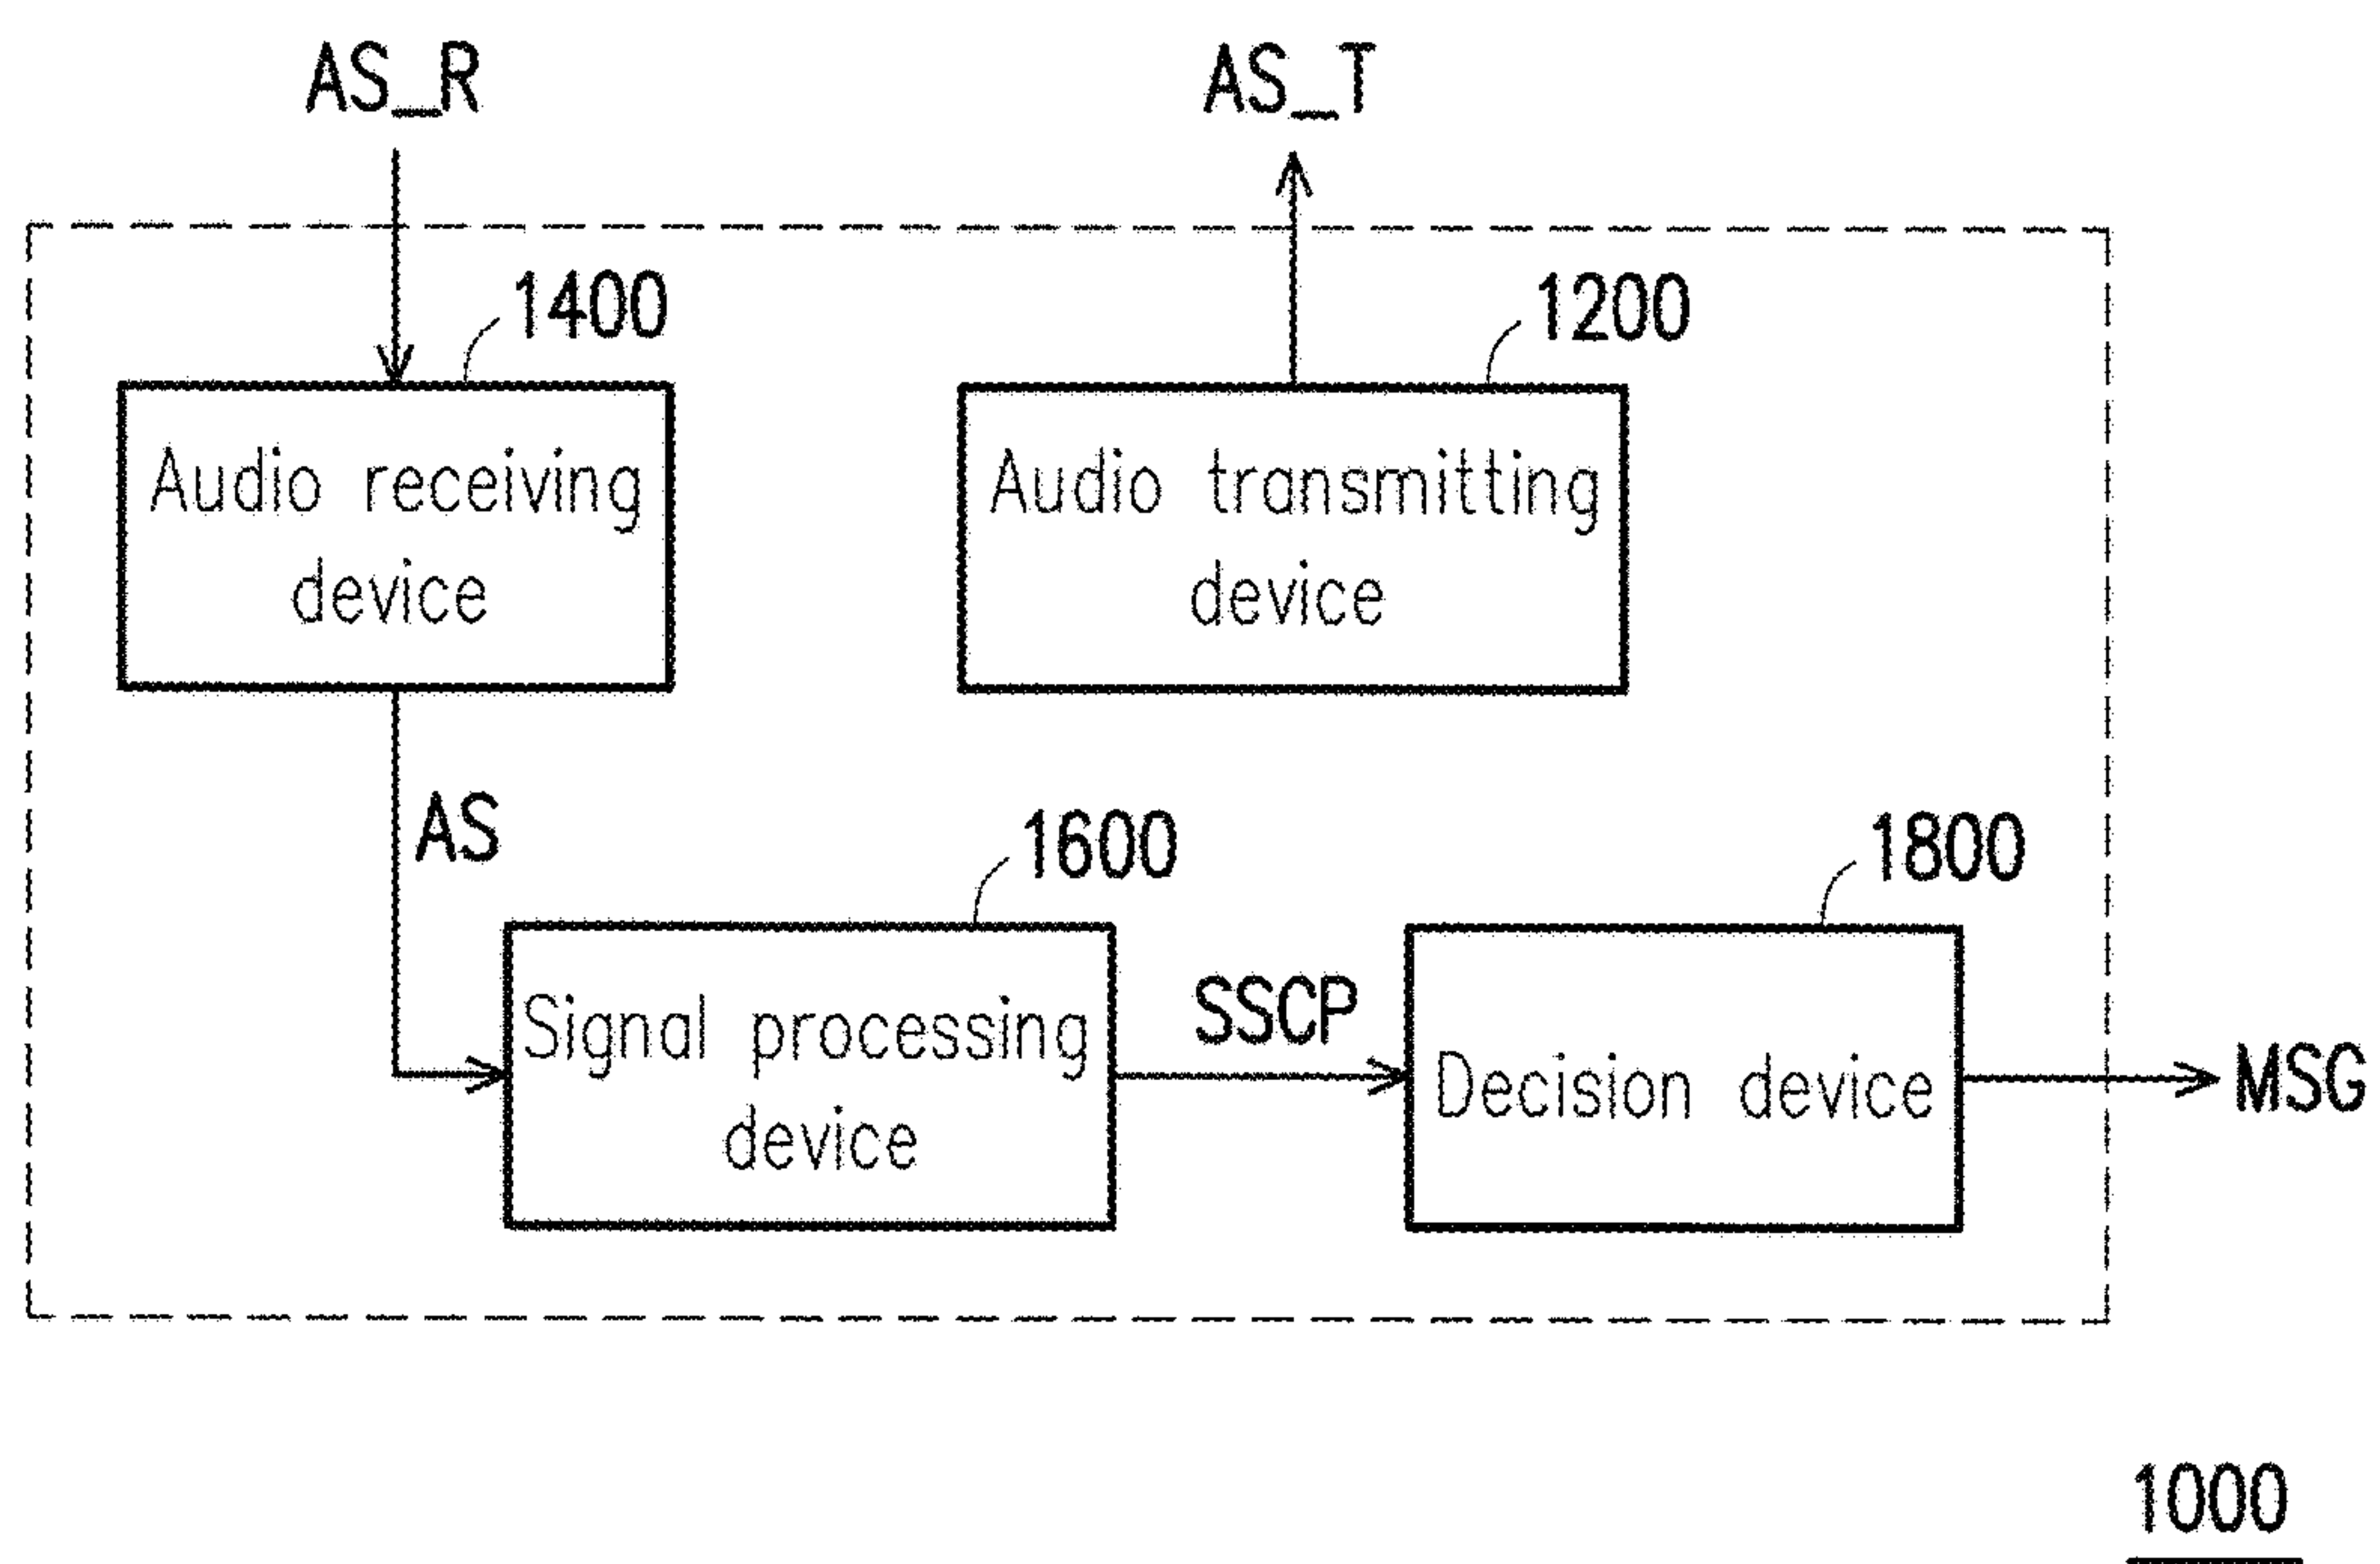 AS_R
AS_T
1400
1200
Audio receiving
device
Audio transmitting
device
AS
1600
1800
Signal processing
device
SSCP
Decision device
MSG
1000